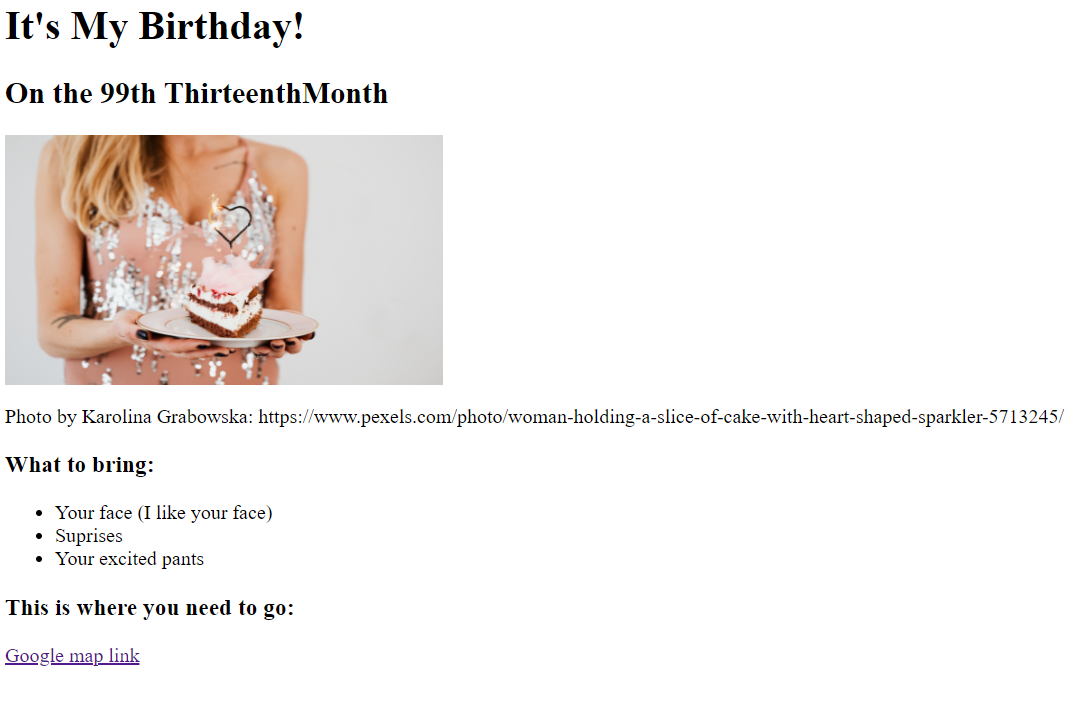 It's My Birthday!
On the 99th ThirteenthMonth
Photo by Karolina Grabowska: https://www.pexels.com/photo/woman-holding-a-slice-of-cake-with-heart-shaped-sparkler-5713245/
What to bring:
Your face (I like your face)
Suprises
Your excited pants
This is where you need to go:
Google map link